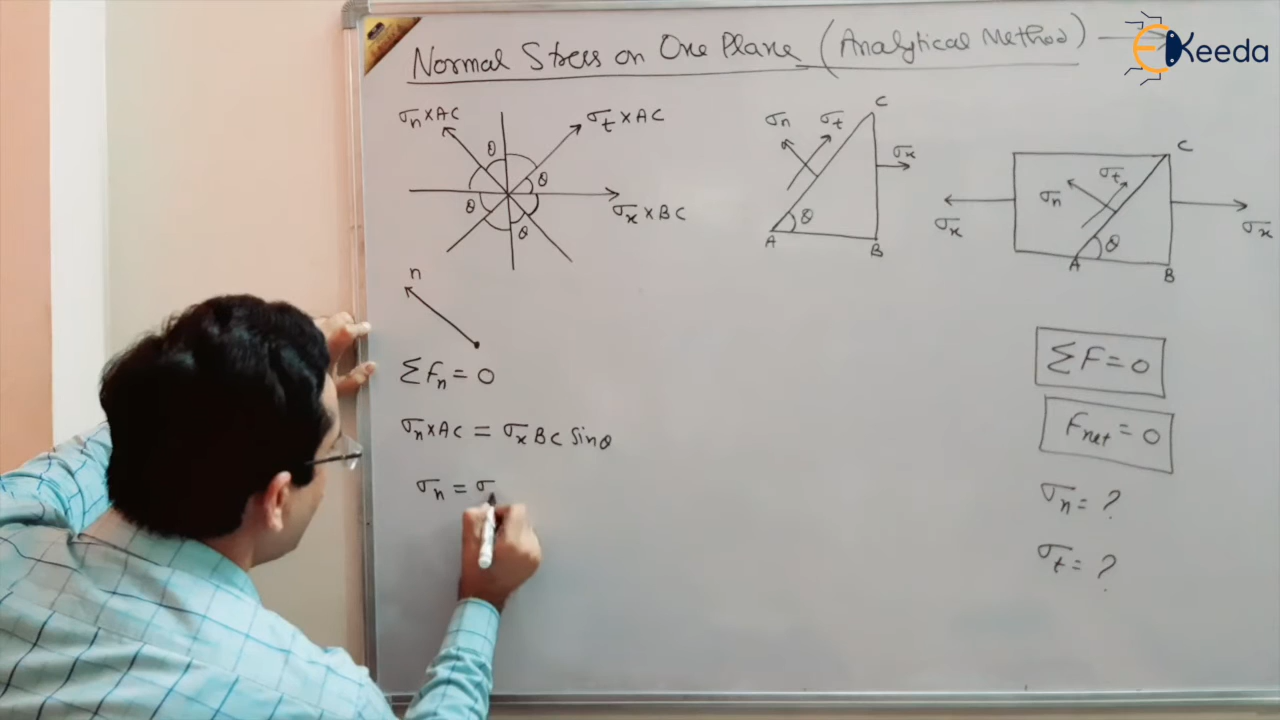 Normal Stress on One Plane (Analytical Method) →
EKeeda
σn×AC
σt×AC
θ
θ
θ
θ
σx×BC
n
ΣFn = 0
σn×AC = σx BC Sinθ
σn = σ
C
σn
σt
σx
θ
A
B
C
σt
σn
σx
σx
θ
A
B
ΣF=0
Fnet = 0
σn = ?
σt = ?